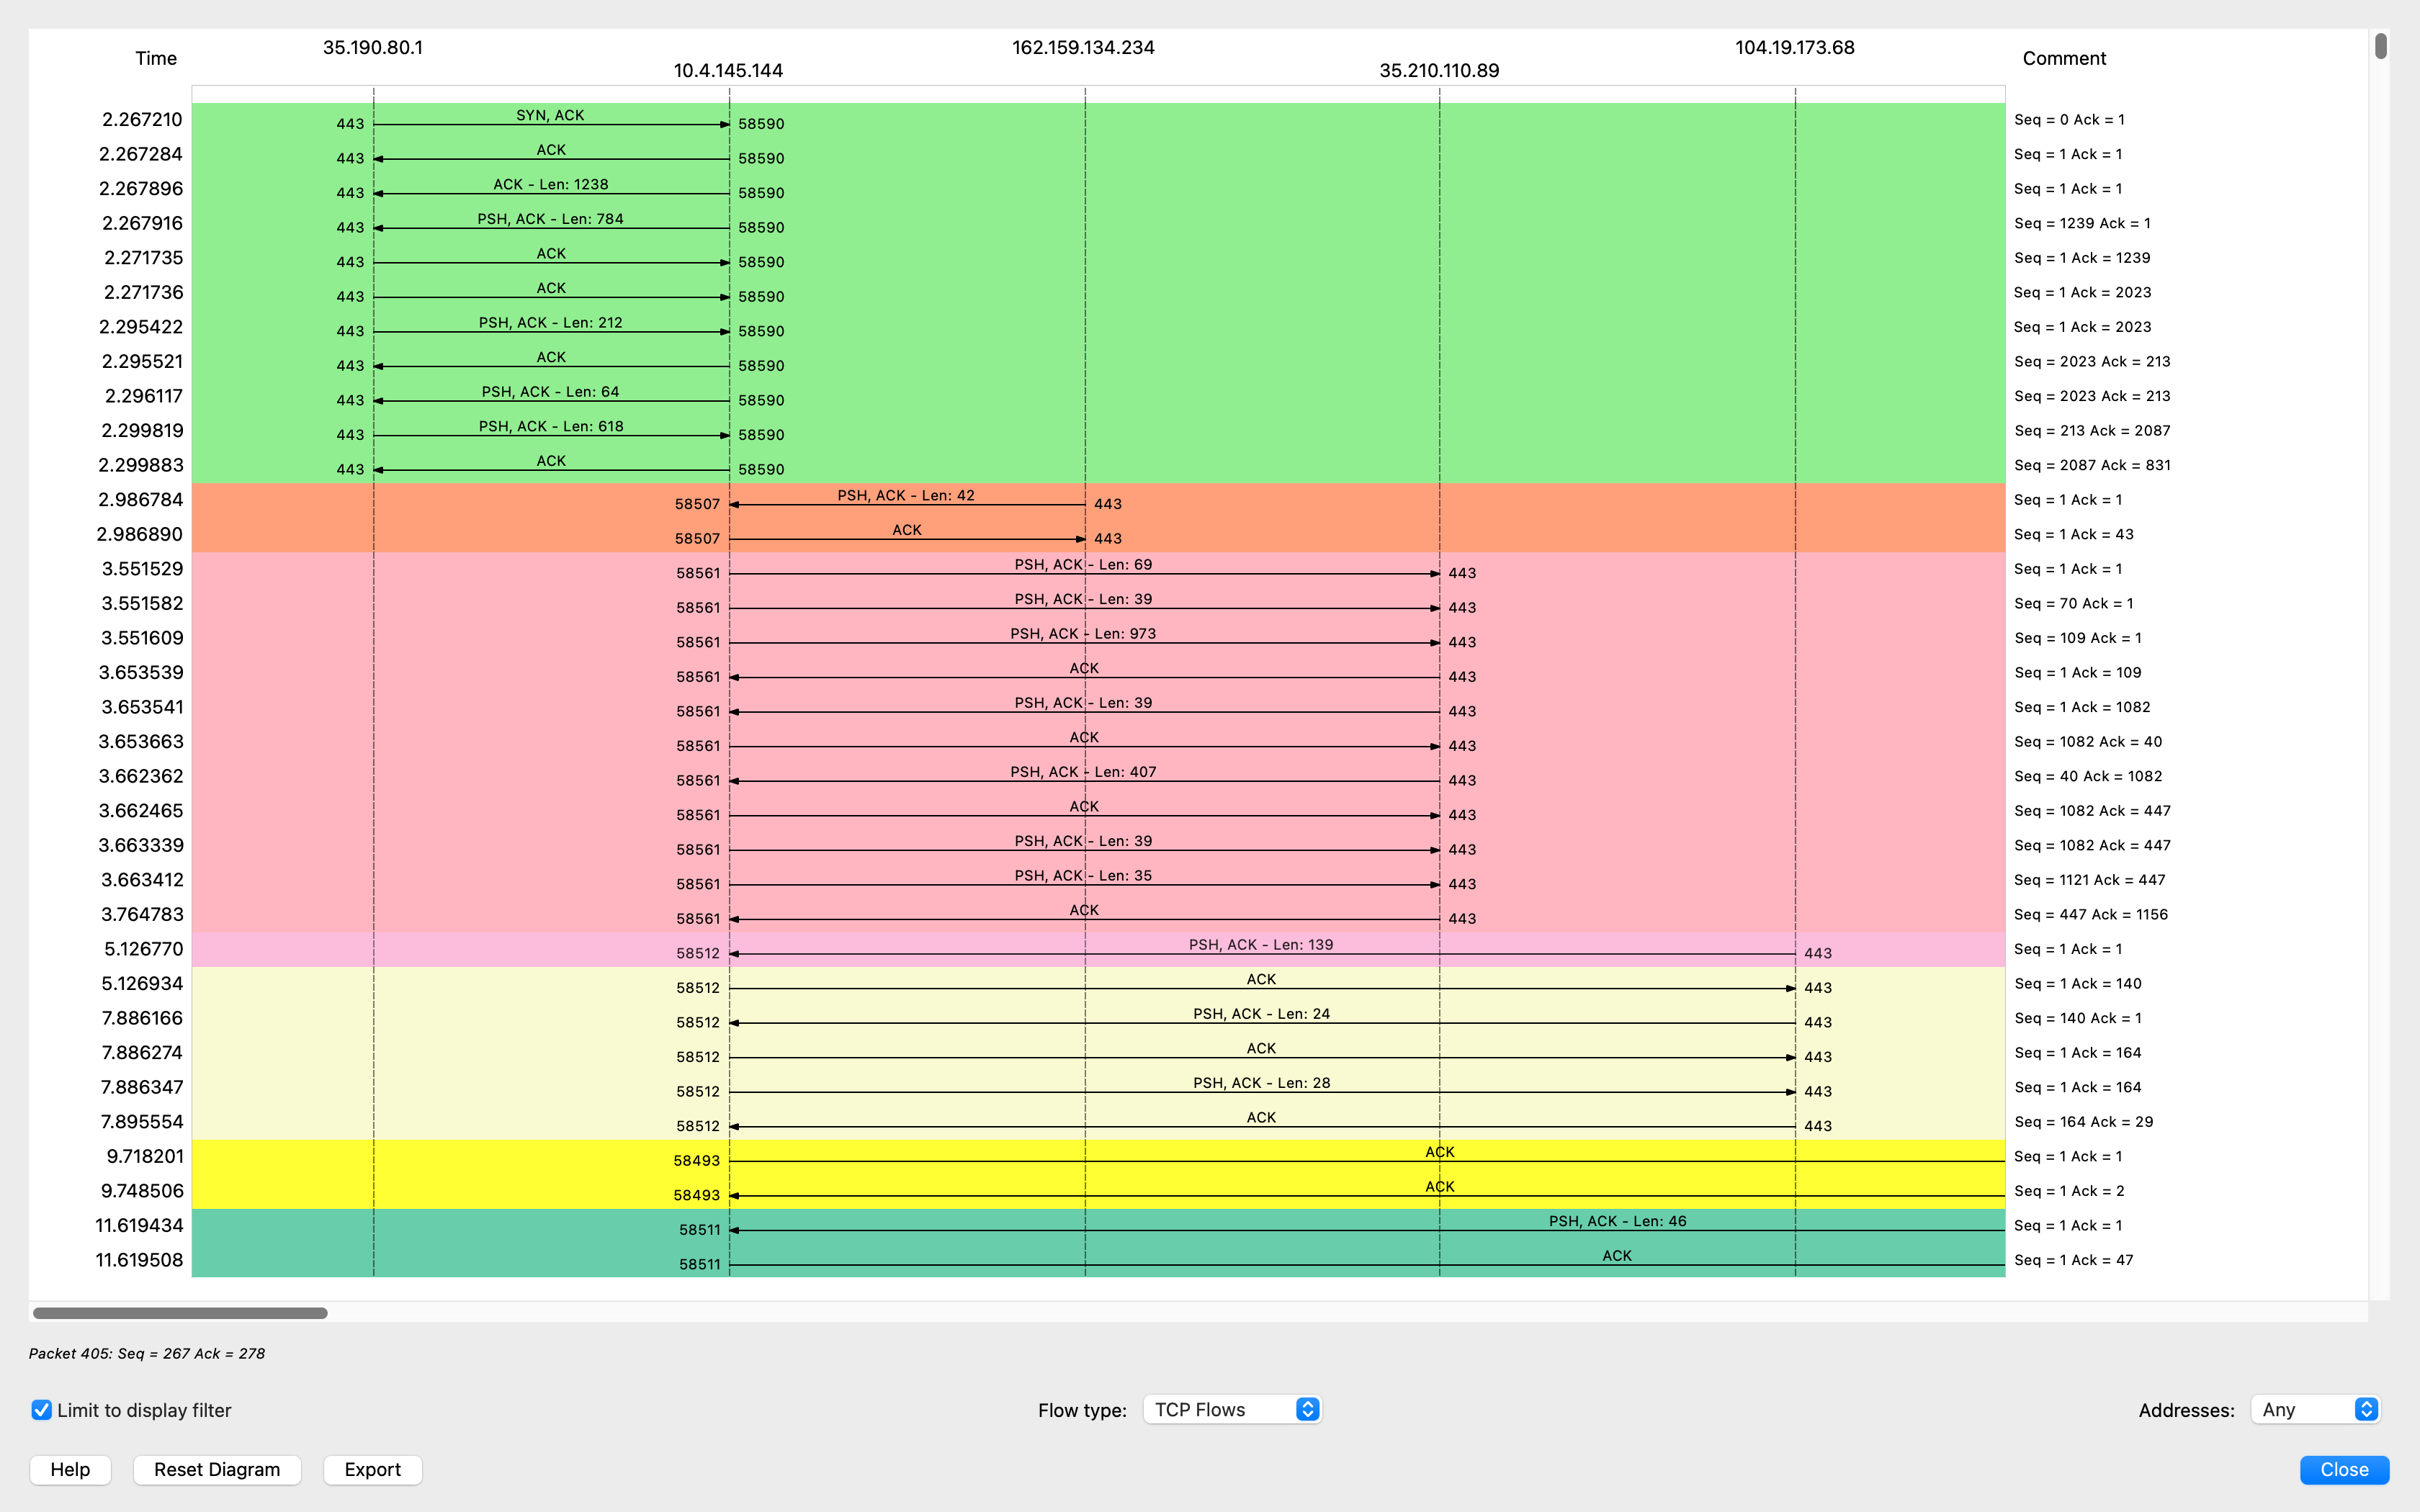 35.190.80.1 162.159.134.234 104.19.173.68
Time 10.4.145.144 35.210.110.89 Comment
2.267210 443 SYN, ACK 58590 Seq = 0 Ack = 1
2.267284 443 ACK 58590 Seq = 1 Ack = 1
2.267896 443 ACK - Len: 1238 58590 Seq = 1 Ack = 1
2.267916 443 PSH, ACK - Len: 784 58590 Seq = 1239 Ack = 1
2.271735 443 ACK 58590 Seq = 1 Ack = 1239
2.271736 443 ACK 58590 Seq = 1 Ack = 2023
2.295422 443 PSH, ACK - Len: 212 58590 Seq = 1 Ack = 2023
2.295521 443 ACK 58590 Seq = 2023 Ack = 213
2.296117 443 PSH, ACK - Len: 64 58590 Seq = 2023 Ack = 213
2.299819 443 PSH, ACK - Len: 618 58590 Seq = 213 Ack = 2087
2.299883 443 ACK 58590 Seq = 2087 Ack = 831
2.986784 58507 PSH, ACK - Len: 42 443 Seq = 1 Ack = 1
2.986890 58507 ACK 443 Seq = 1 Ack = 43
3.551529 58561 PSH, ACK - Len: 69 443 Seq = 1 Ack = 1
3.551582 58561 PSH, ACK - Len: 39 443 Seq = 70 Ack = 1
3.551609 58561 PSH, ACK - Len: 973 443 Seq = 109 Ack = 1
3.653539 58561 ACK 443 Seq = 1 Ack = 109
3.653541 58561 PSH, ACK - Len: 39 443 Seq = 1 Ack = 1082
3.653663 58561 ACK 443 Seq = 1082 Ack = 40
3.662362 58561 PSH, ACK - Len: 407 443 Seq = 40 Ack = 1082
3.662465 58561 ACK 443 Seq = 1082 Ack = 447
3.663339 58561 PSH, ACK - Len: 39 443 Seq = 1082 Ack = 447
3.663412 58561 PSH, ACK - Len: 35 443 Seq = 1121 Ack = 447
3.764783 58561 ACK 443 Seq = 447 Ack = 1156
5.126770 58512 PSH, ACK - Len: 139 443 Seq = 1 Ack = 1
5.126934 58512 ACK 443 Seq = 1 Ack = 140
7.886166 58512 PSH, ACK - Len: 24 443 Seq = 140 Ack = 1
7.886274 58512 ACK 443 Seq = 1 Ack = 164
7.886347 58512 PSH, ACK - Len: 28 443 Seq = 1 Ack = 164
7.895554 58512 ACK 443 Seq = 164 Ack = 29
9.718201 58493 ACK Seq = 1 Ack = 1
9.748506 58493 ACK Seq = 1 Ack = 2
11.619434 58511 PSH, ACK - Len: 46 Seq = 1 Ack = 1
11.619508 58511 ACK Seq = 1 Ack = 47
Packet 405: Seq = 267 Ack = 278
Limit to display filter Flow type: TCP Flows Addresses: Any
Help Reset Diagram Export Close